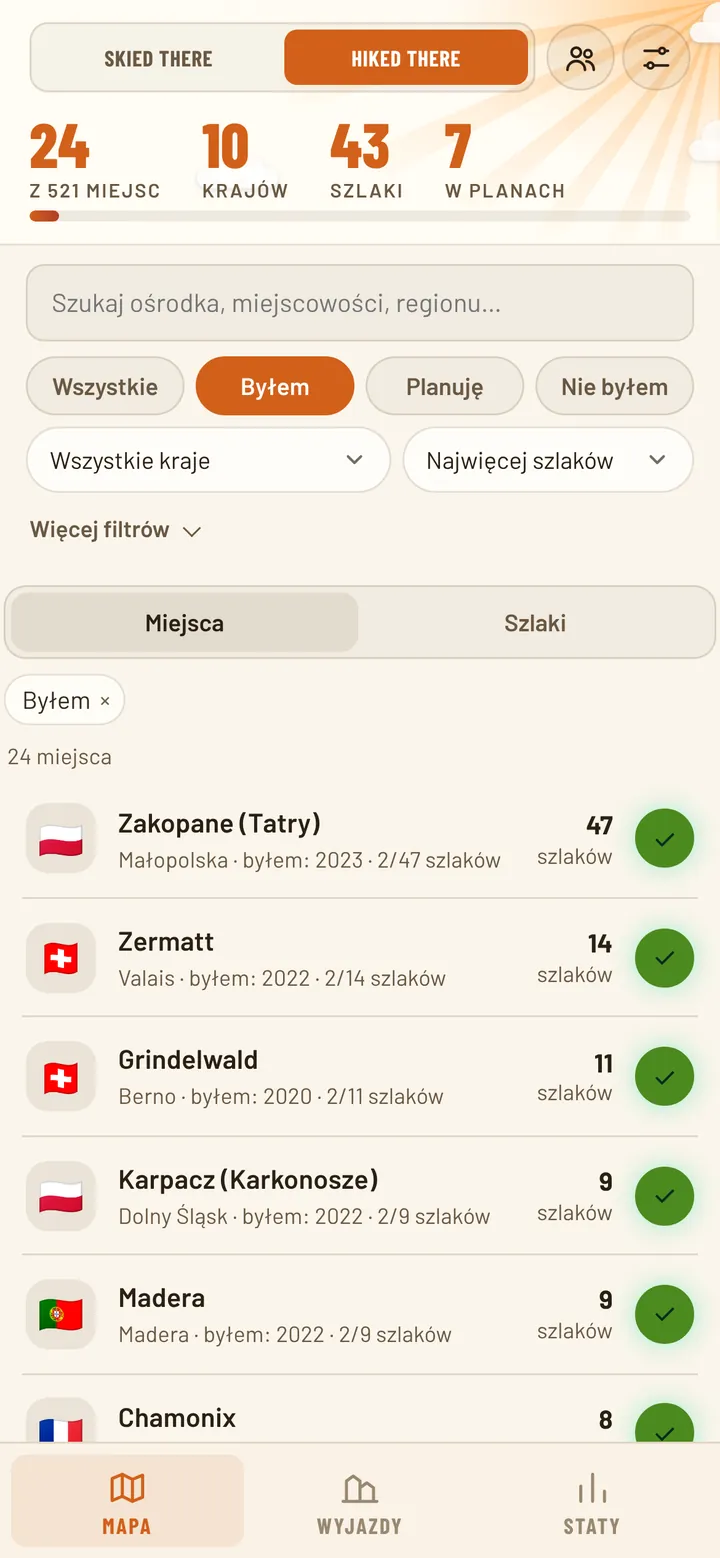 SKIED THERE
HIKED THERE
24 10 43 7
Z 521 MIEJSC KRAJÓW SZLAKI W PLANACH
Szukaj ośrodka, miejscowości, regionu...
Wszystkie Byłem Planuję Nie byłem
Wszystkie kraje Najwięcej szlaków
Więcej filtrów
Miejsca Szlaki
Byłem ×
24 miejsca
Zakopane (Tatry) 47
Małopolska · byłem: 2023 · 2/47 szlaków szlaków
Zermatt 14
Valais · byłem: 2022 · 2/14 szlaków szlaków
Grindelwald 11
Berno · byłem: 2020 · 2/11 szlaków szlaków
Karpacz (Karkonosze) 9
Dolny Śląsk · byłem: 2022 · 2/9 szlaków szlaków
Madera 9
Madera · byłem: 2022 · 2/9 szlaków szlaków
Chamonix 8
MAPA WYJAZDY STATY